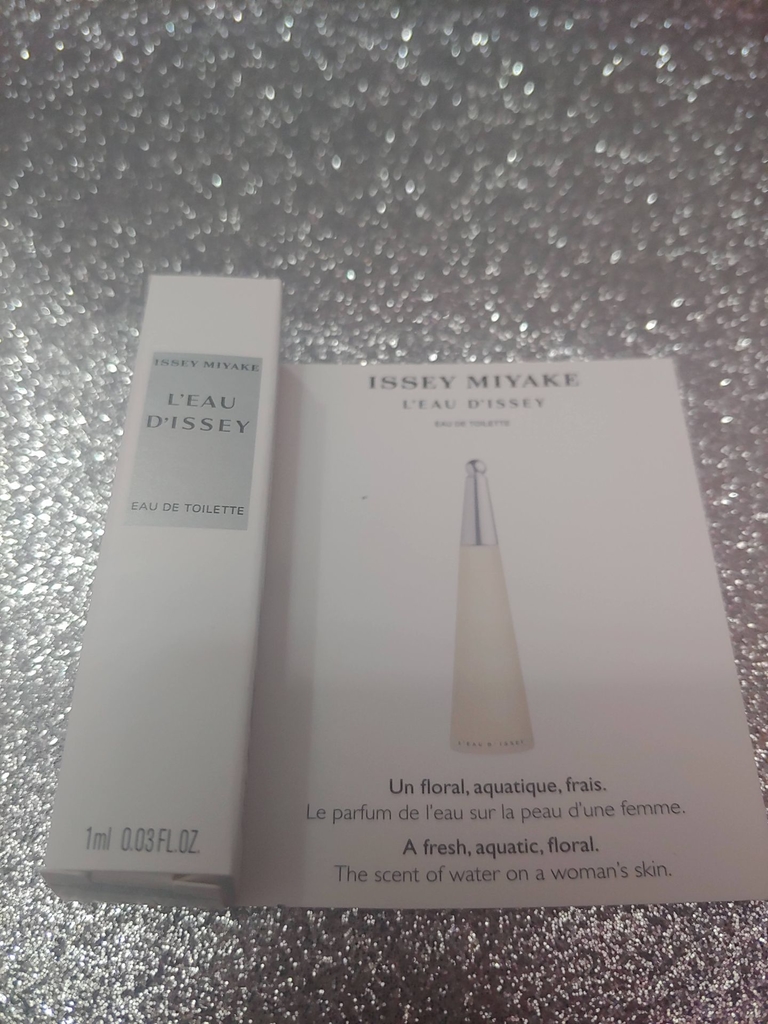 ISSEY MIYAKE
L'EAU
D'ISSEY
EAU DE TOILETTE
1ml 0.03 FL.OZ.
ISSEY MIYAKE
L'EAU D'ISSEY
EAU DE TOILETTE
L'EAU D'ISSEY
Un floral, aquatique, frais.
Le parfum de l'eau sur la peau d'une femme.
A fresh, aquatic, floral.
The scent of water on a woman's skin.